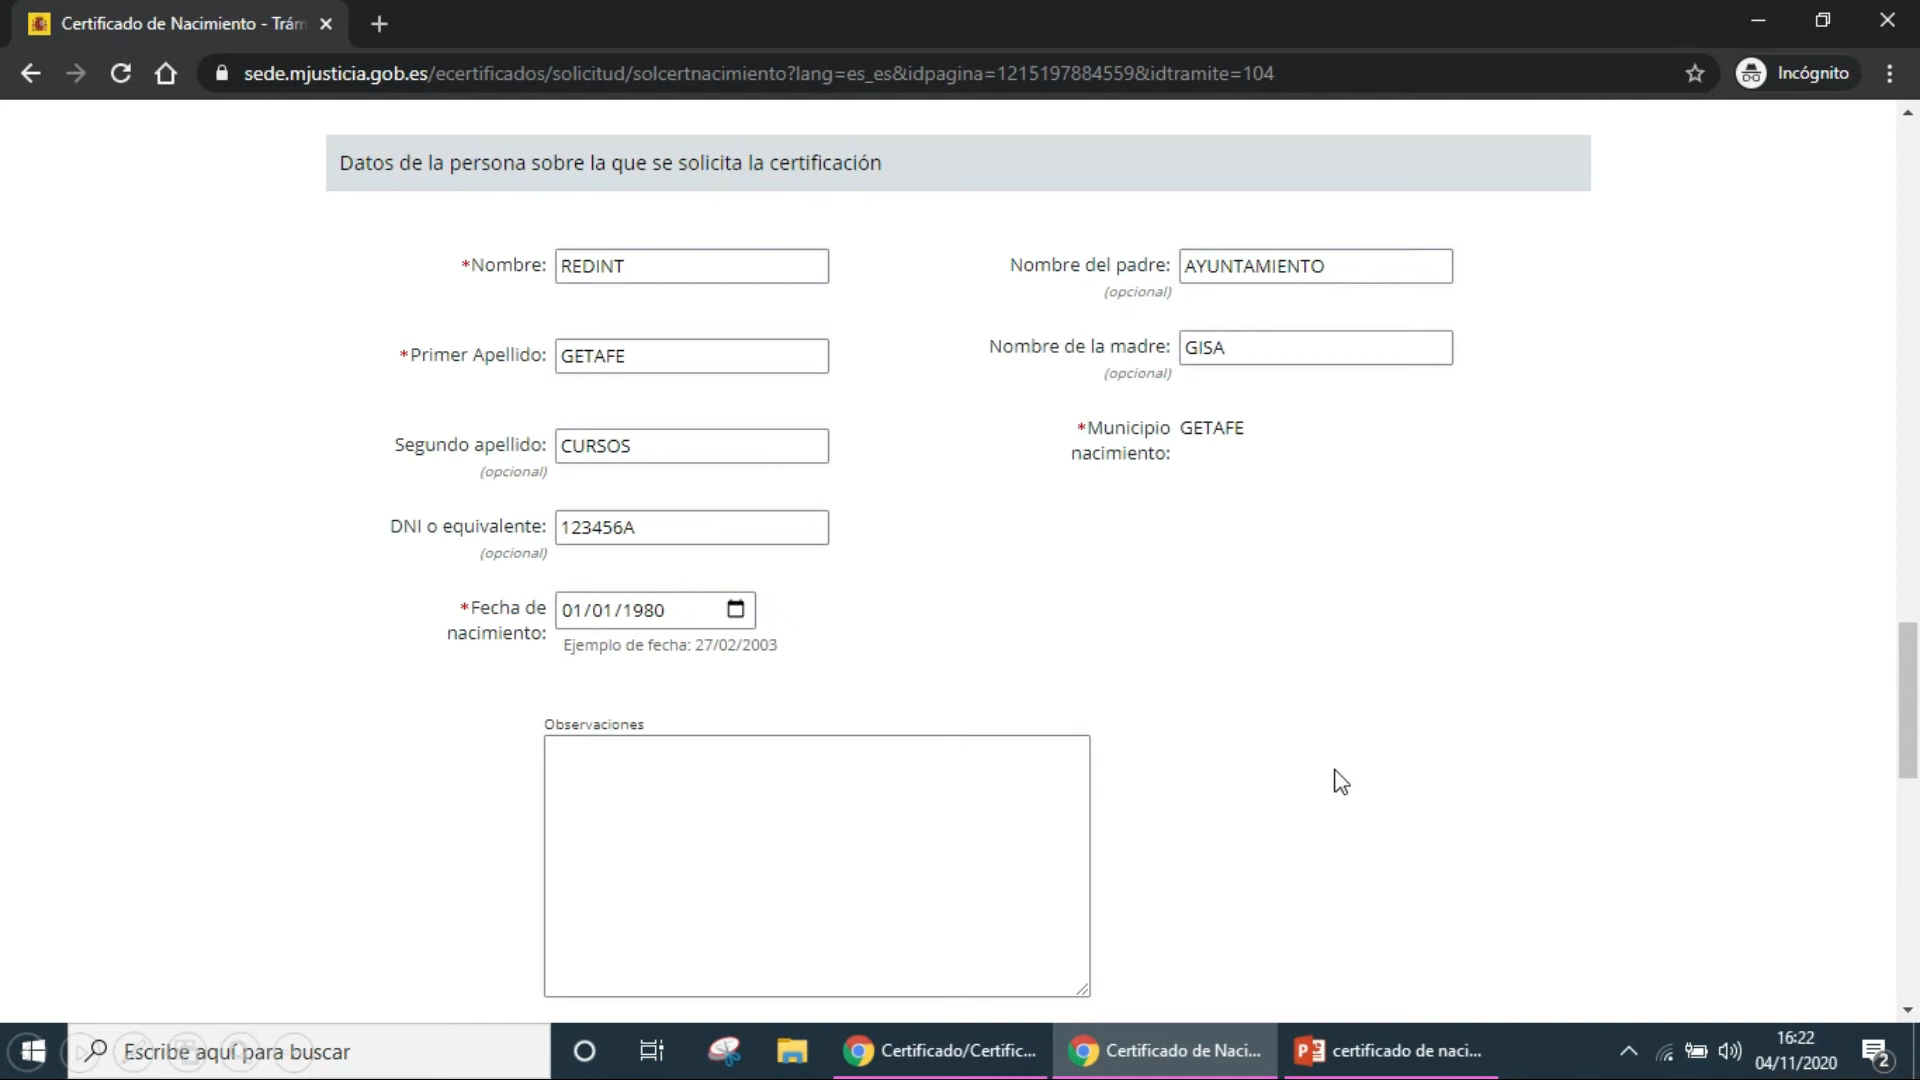 Certificado de Nacimiento - Trám
sede.mjusticia.gob.es/ecertificados/solicitud/solcertnacimiento?lang=es_es&idpagina=1215197884559&idtramite=104
Incógnito
Datos de la persona sobre la que se solicita la certificación
*Nombre: REDINT
Nombre del padre: AYUNTAMIENTO
(opcional)
*Primer Apellido: GETAFE
Nombre de la madre: GISA
(opcional)
Segundo apellido: CURSOS
(opcional)
*Municipio GETAFE
nacimiento:
DNI o equivalente: 123456A
(opcional)
*Fecha de
nacimiento:
01/01/1980
Ejemplo de fecha: 27/02/2003
Observaciones
Escribe aquí para buscar
Certificado/Certific...
Certificado de Naci...
certificado de naci...
16:22
04/11/2020
2